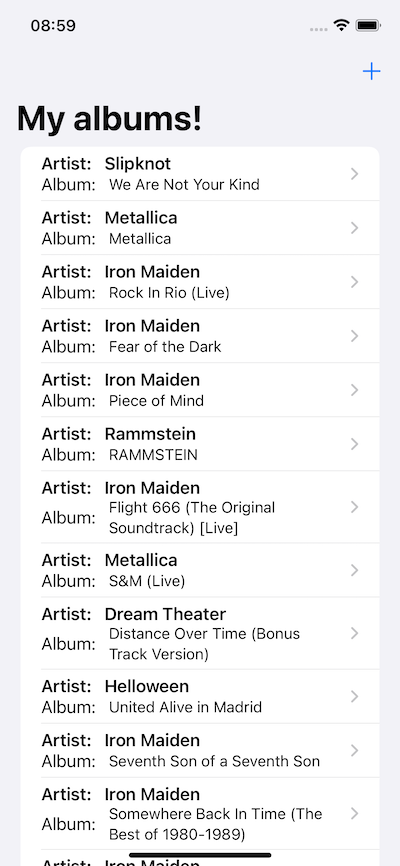 08:59
My albums!
Artist: Slipknot
Album: We Are Not Your Kind
Artist: Metallica
Album: Metallica
Artist: Iron Maiden
Album: Rock In Rio (Live)
Artist: Iron Maiden
Album: Fear of the Dark
Artist: Iron Maiden
Album: Piece of Mind
Artist: Rammstein
Album: RAMMSTEIN
Artist: Iron Maiden
Album: Flight 666 (The Original
Soundtrack) [Live]
Artist: Metallica
Album: S&M (Live)
Artist: Dream Theater
Album: Distance Over Time (Bonus
Track Version)
Artist: Helloween
Album: United Alive in Madrid
Artist: Iron Maiden
Album: Seventh Son of a Seventh Son
Artist: Iron Maiden
Album: Somewhere Back In Time (The
Best of 1980-1989)
Artist: Iron Maiden